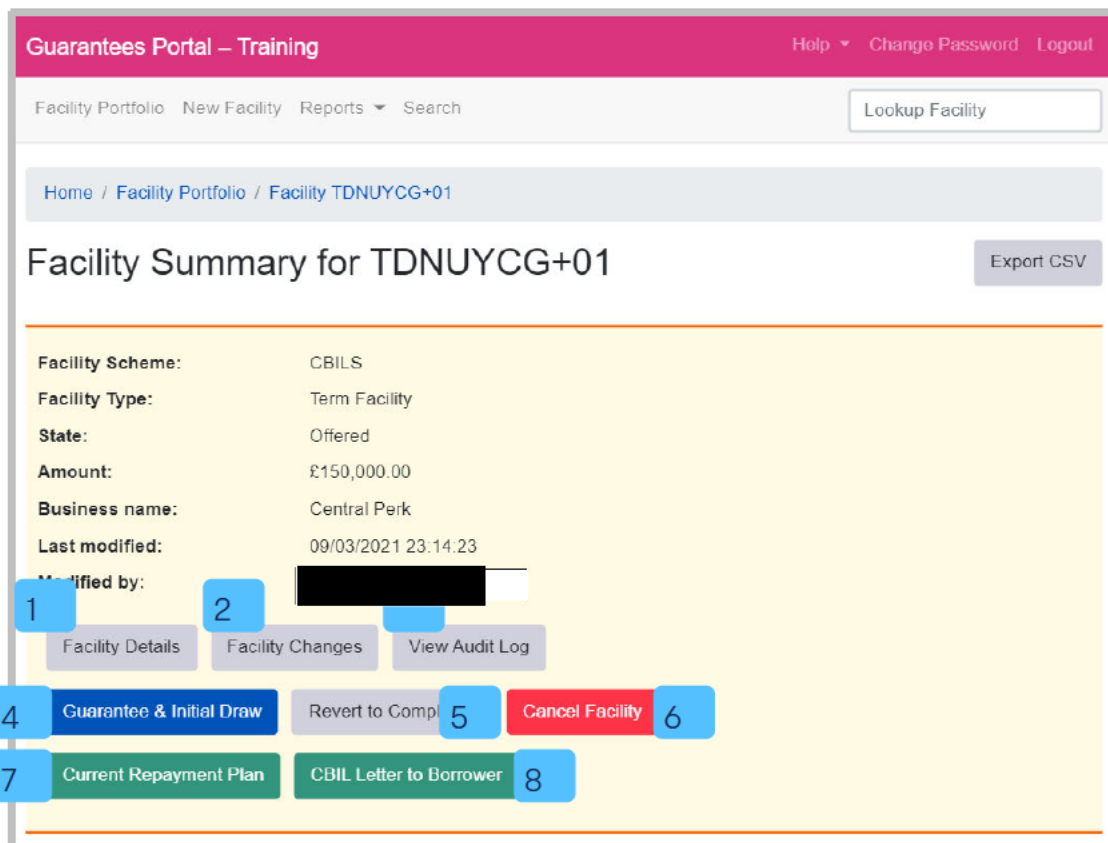 Guarantees Portal – Training Help Change Password Logout
Facility Portfolio New Facility Reports Search Lookup Facility
Home / Facility Portfolio / Facility TDNUYCG+01
Facility Summary for TDNUYCG+01 Export CSV
Facility Scheme: CBILS
Facility Type: Term Facility
State: Offered
Amount: £150,000.00
Business name: Central Perk
Last modified: 09/03/2021 23:14:23
by:
1 2
Facility Details Facility Changes View Audit Log
4 Guarantee & Initial Draw Revert to 5 Cancel Facility 6
7 Current Repayment Plan CBIL Letter to Borrower 8